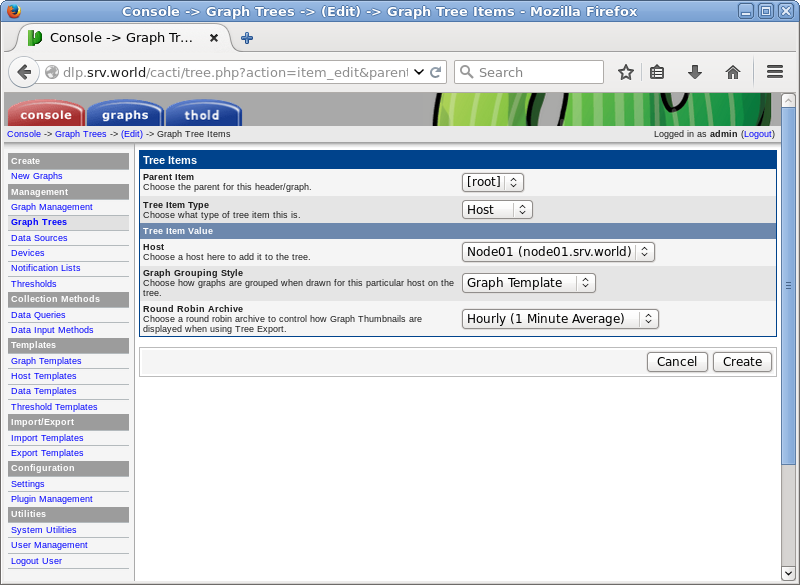 Console -> Graph Trees -> (Edit) -> Graph Tree Items - Mozilla Firefox
Console -> Graph Tr...
dlp.srv.world/cacti/tree.php?action=item_edit&parent
Search
console
graphs
thold
Console -> Graph Trees -> (Edit) -> Graph Tree Items
Logged in as admin (Logout)
Create
New Graphs
Management
Graph Management
Graph Trees
Data Sources
Devices
Notification Lists
Thresholds
Collection Methods
Data Queries
Data Input Methods
Templates
Graph Templates
Host Templates
Data Templates
Threshold Templates
Import/Export
Import Templates
Export Templates
Configuration
Settings
Plugin Management
Utilities
System Utilities
User Management
Logout User
Tree Items
Parent Item
Choose the parent for this header/graph.
[root]
Tree Item Type
Choose what type of tree item this is.
Host
Tree Item Value
Host
Choose a host here to add it to the tree.
Node01 (node01.srv.world)
Graph Grouping Style
Choose how graphs are grouped when drawn for this particular host on the
tree.
Graph Template
Round Robin Archive
Choose a round robin archive to control how Graph Thumbnails are
displayed when using Tree Export.
Hourly (1 Minute Average)
Cancel
Create